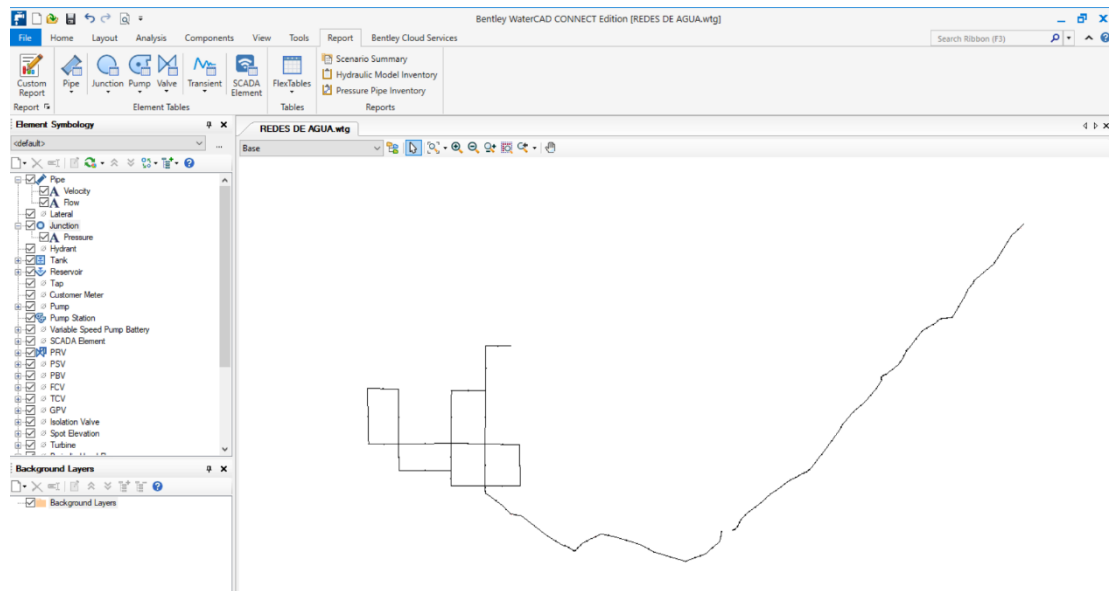 Bentley WaterCAD CONNECT Edition [REDES DE AGUA.wtg]
File Home Layout Analysis Components View Tools Report Bentley Cloud Services Search Ribbon (F3)
Custom Report
Pipe
Junction
Pump
Valve
Transient
SCADA Element
FlexTables
Scenario Summary
Hydraulic Model Inventory
Pressure Pipe Inventory
Report Element Tables Tables Reports
Element Symbology
<default>
...
Pipe
A Velocity
A Flow
Lateral
Junction
A Pressure
Hydrant
Tank
Reservoir
Tap
Customer Meter
Pump
Pump Station
Variable Speed Pump Battery
SCADA Element
PRV
PSV
PBV
FCV
TCV
GPV
Isolation Valve
Spot Elevation
Turbine
Background Layers
Background Layers
REDES DE AGUA.wtg
Base